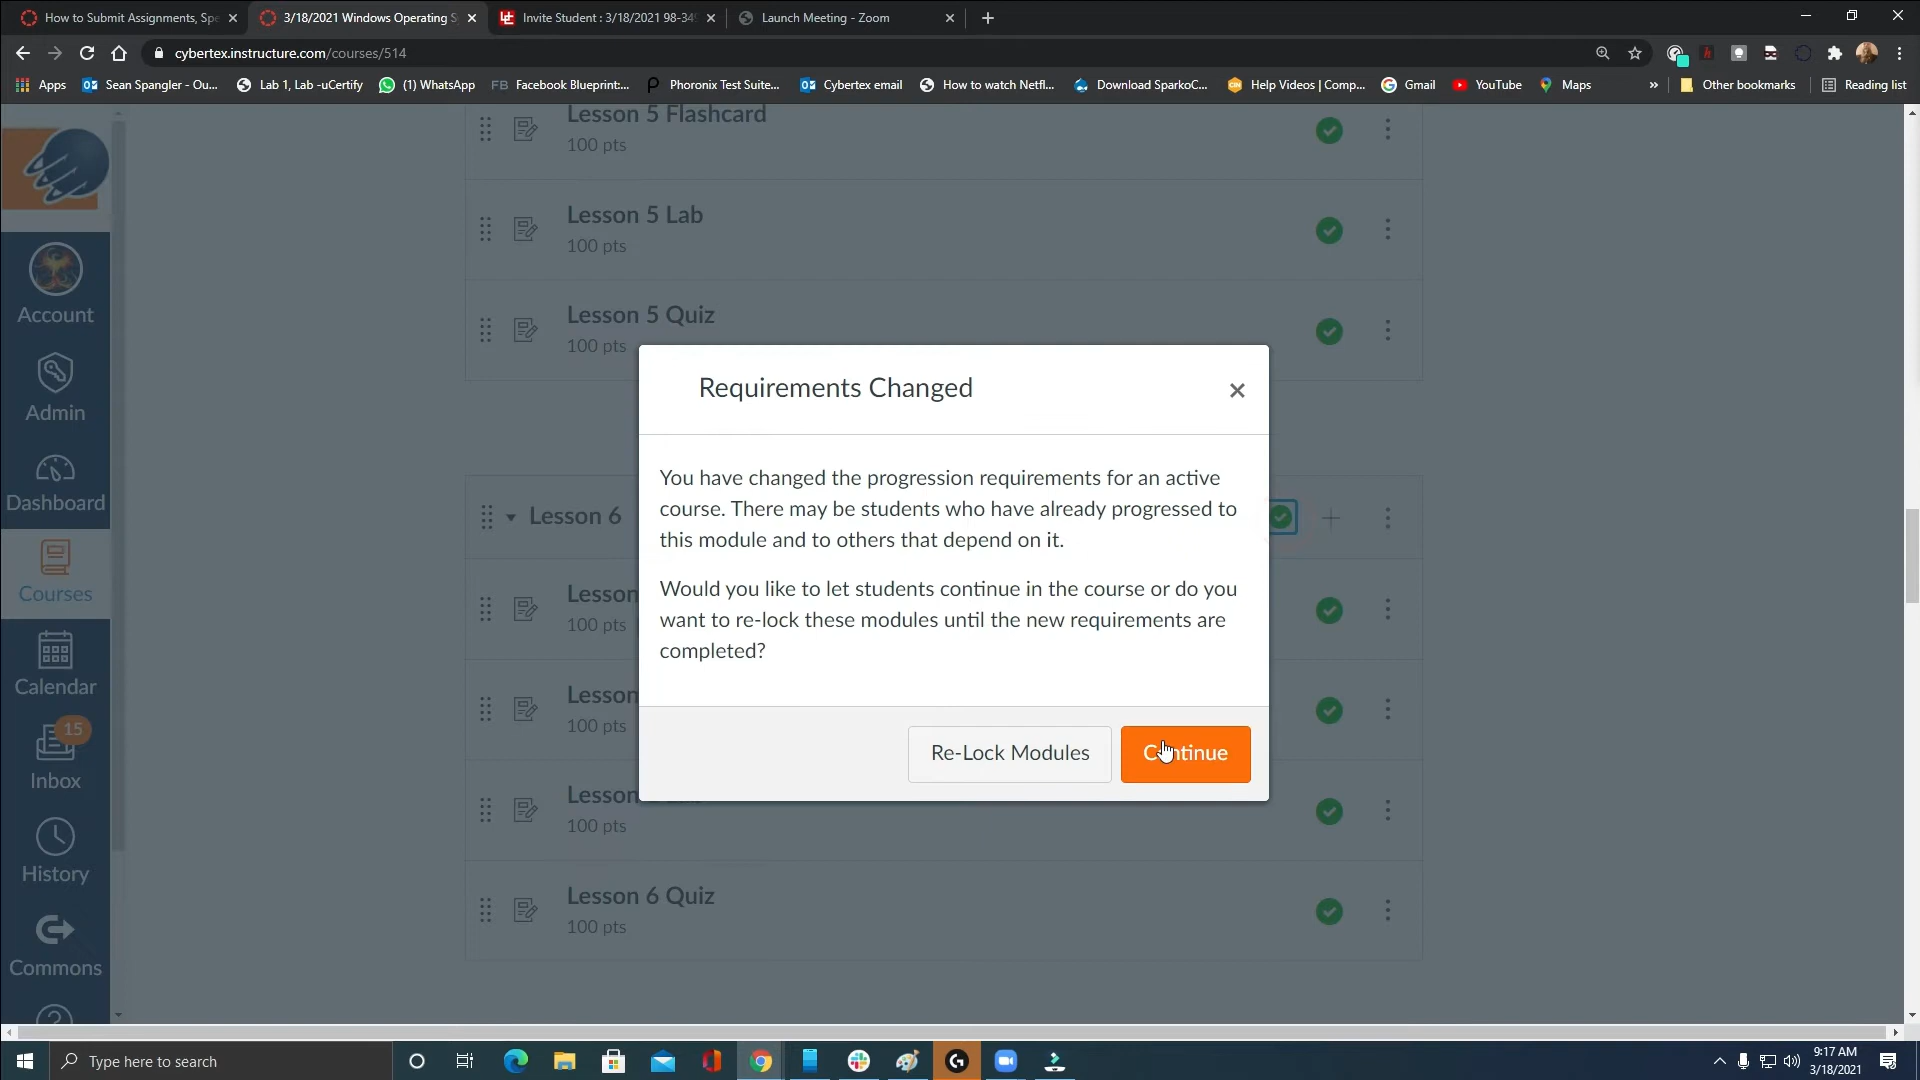 How to Submit Assignments, Spe
3/18/2021 Windows Operating S
Invite Student : 3/18/2021 98-349
Launch Meeting - Zoom
cybertex.instructure.com/courses/514
Apps
Sean Spangler - Ou...
Lab 1, Lab -uCertify
(1) WhatsApp
FB Facebook Blueprint...
Phoronix Test Suite...
Cybertex email
How to watch Netfl...
Download SparkoC...
Help Videos | Comp...
Gmail
YouTube
Maps
»
Other bookmarks
Reading list
Account
Admin
Dashboard
Courses
Calendar
15
Inbox
History
Commons
Lesson 5 Flashcard
100 pts
Lesson 5 Lab
100 pts
Lesson 5 Quiz
100 pts
Lesson 6
Lesson
100 pts
Lesson
100 pts
Lesson
100 pts
Lesson 6 Quiz
100 pts
Requirements Changed
You have changed the progression requirements for an active
course. There may be students who have already progressed to
this module and to others that depend on it.
Would you like to let students continue in the course or do you
want to re-lock these modules until the new requirements are
completed?
Re-Lock Modules
Continue
Type here to search
9:17 AM
3/18/2021